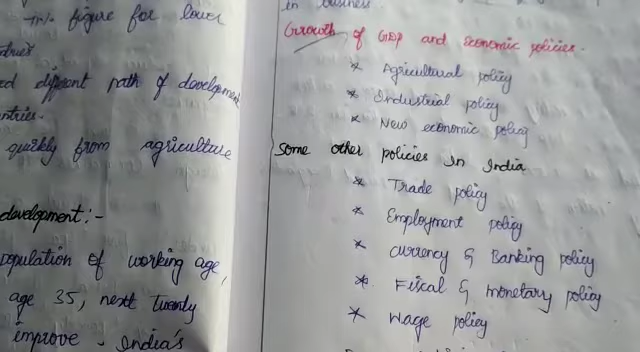 figure for lower
different path of development
quickly from agriculture
development:-
population of working age,
age 35, next Twenty
improve. India's
in business.
Growth of GDP and Economic policies.
* Agricultural policy
* Industrial policy
* New economic policy
Some other policies in India
* Trade policy
* Employment policy
* Currency & Banking policy
* Fiscal & monetary policy
* Wage policy